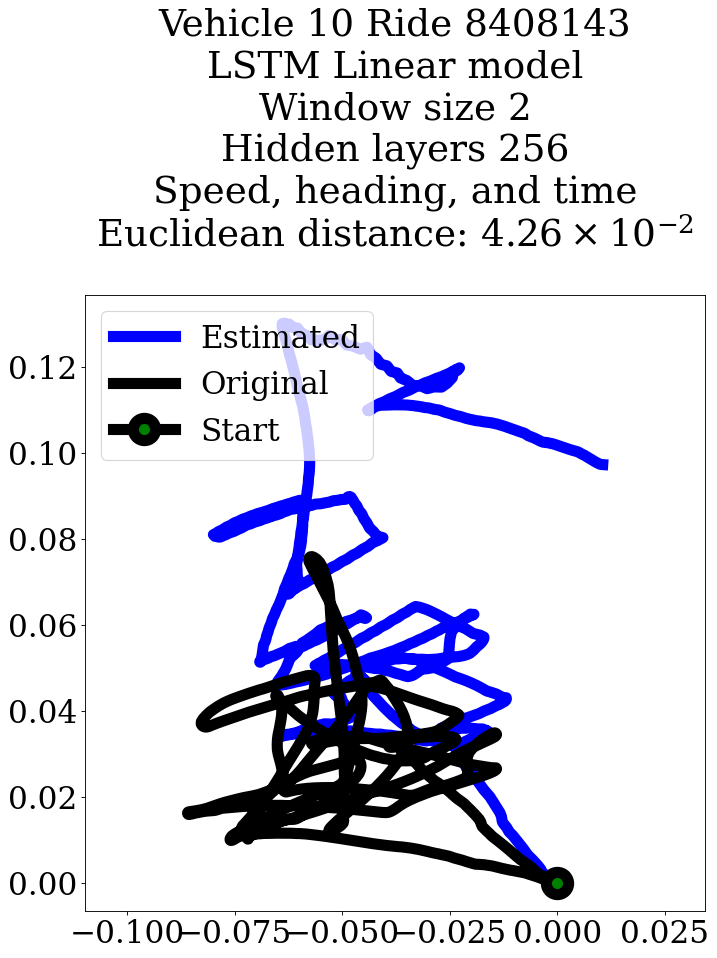 Vehicle 10 Ride 8408143
LSTM Linear model
Window size 2
Hidden layers 256
Speed, heading, and time
Euclidean distance: 4.26 × 10⁻²
Estimated
Original
Start
0.12
0.10
0.08
0.06
0.04
0.02
0.00
−0.100 −0.075 −0.050 −0.025 0.000 0.025